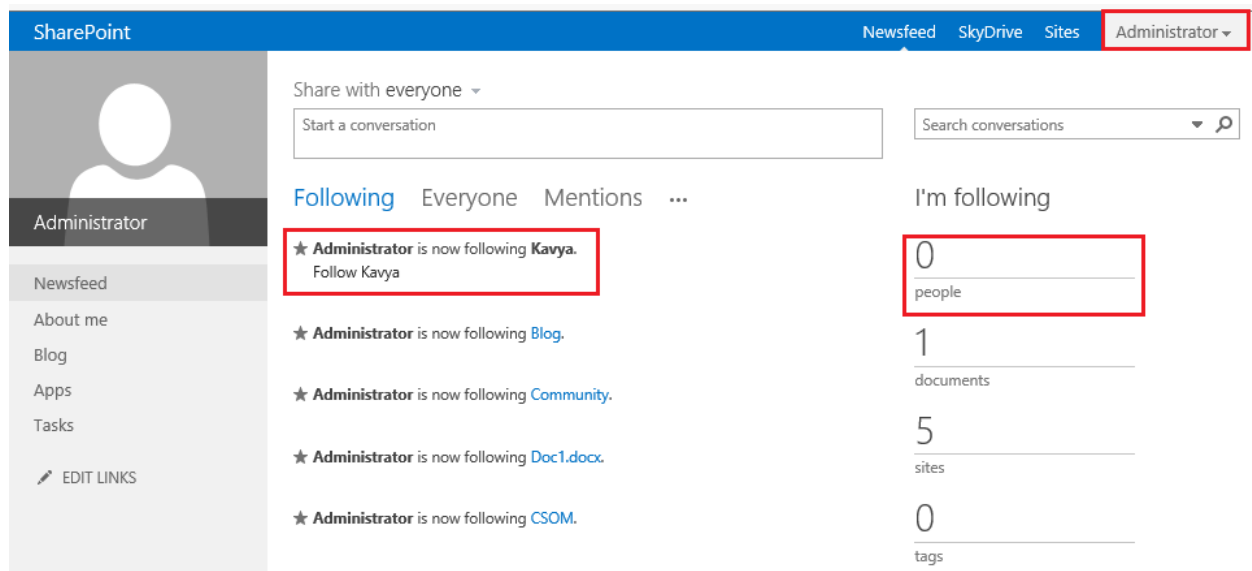 SharePoint
Newsfeed SkyDrive Sites Administrator
Administrator
Newsfeed
About me
Blog
Apps
Tasks
EDIT LINKS
Share with everyone
Start a conversation
Following Everyone Mentions ...
Administrator is now following Kavya.
Follow Kavya
Administrator is now following Blog.
Administrator is now following Community.
Administrator is now following Doc1.docx.
Administrator is now following CSOM.
Search conversations
I'm following
0
people
1
documents
5
sites
0
tags